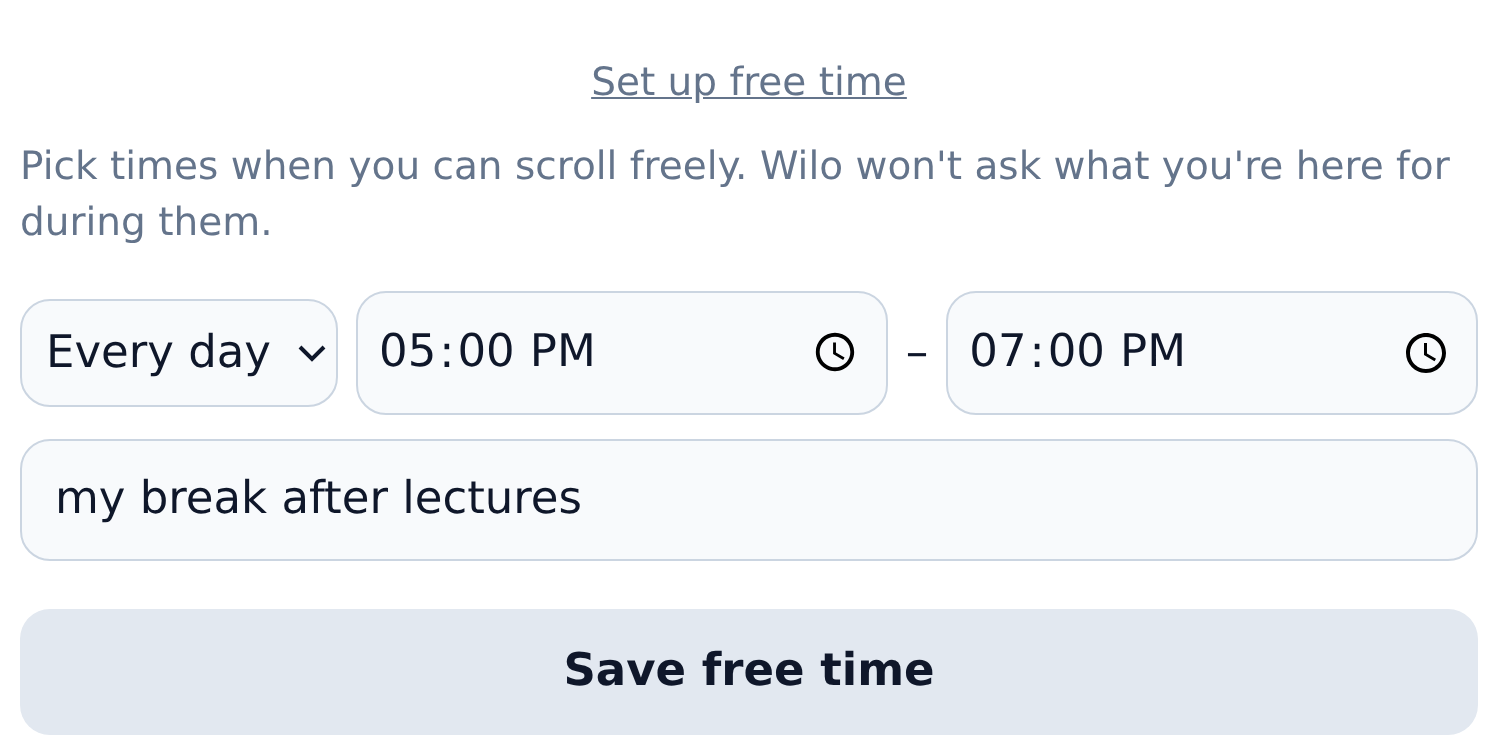 Set up free time
Pick times when you can scroll freely. Wilo won't ask what you're here for
during them.
Every day 05:00 PM – 07:00 PM
my break after lectures
Save free time